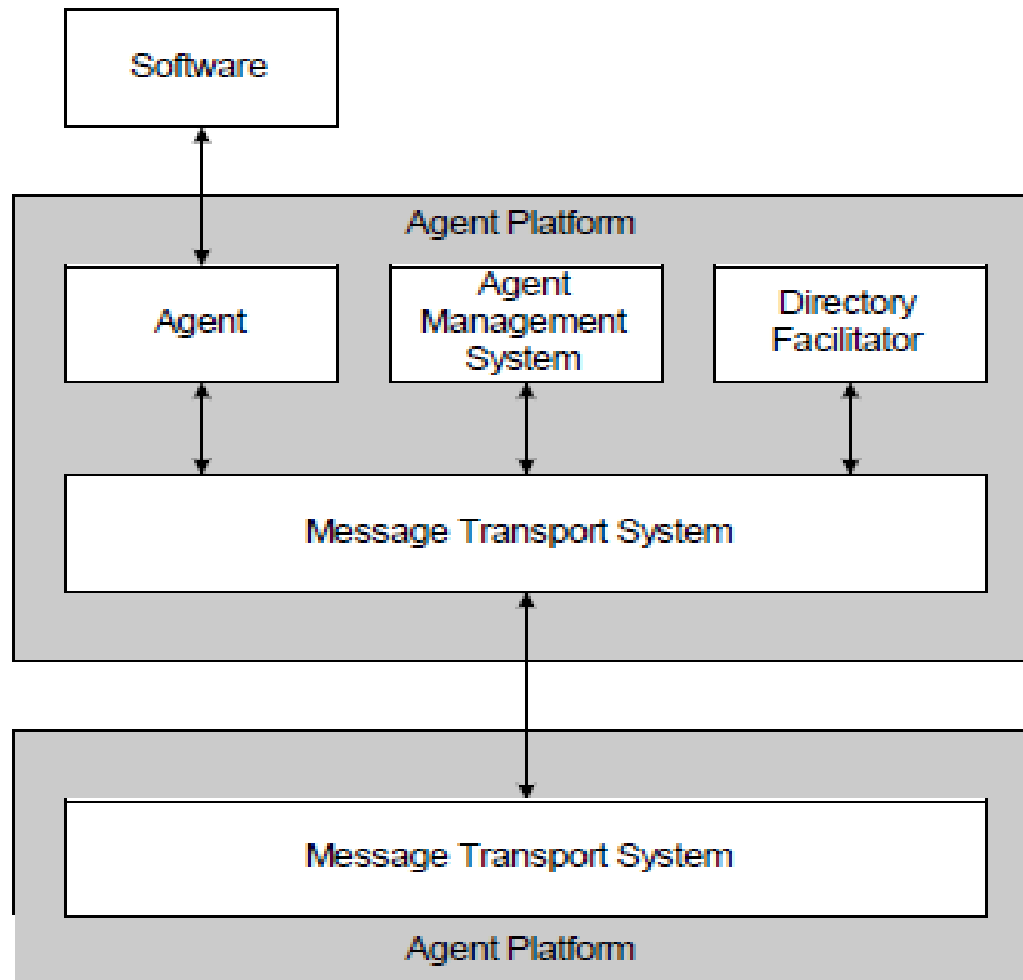 Software
Agent Platform
Agent
Agent
Management
System
Directory
Facilitator
Message Transport System
Message Transport System
Agent Platform